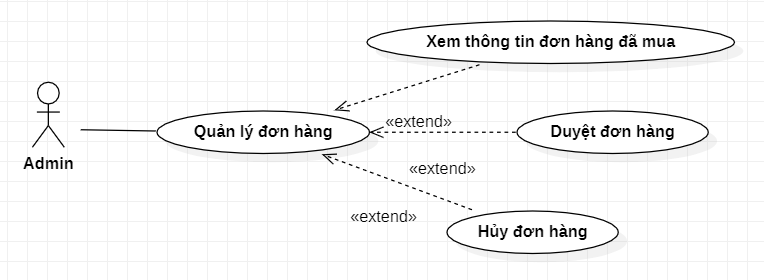 Xem thông tin đơn hàng đã mua
Quản lý đơn hàng
«extend»
Duyệt đơn hàng
Admin
«extend»
«extend»
Hủy đơn hàng